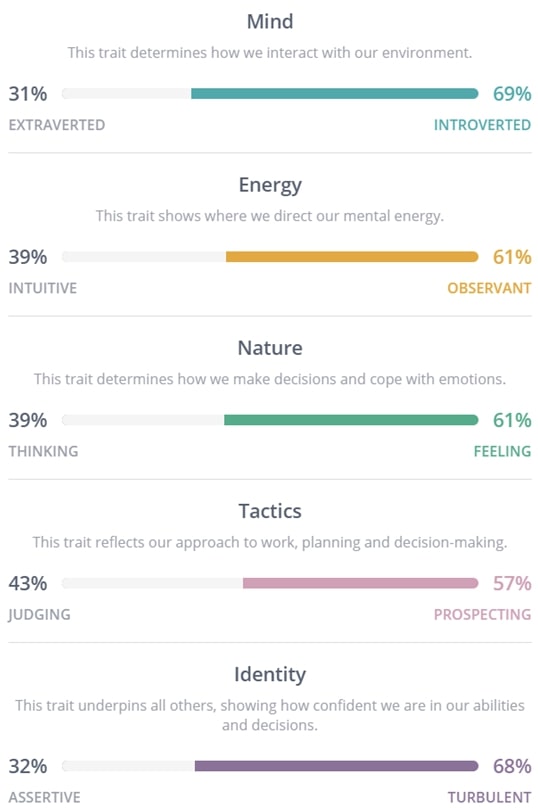 Mind
This trait determines how we interact with our environment.
31% 69%
EXTRAVERTED INTROVERTED
Energy
This trait shows where we direct our mental energy.
39% 61%
INTUITIVE OBSERVANT
Nature
This trait determines how we make decisions and cope with emotions.
39% 61%
THINKING FEELING
Tactics
This trait reflects our approach to work, planning and decision-making.
43% 57%
JUDGING PROSPECTING
Identity
This trait underpins all others, showing how confident we are in our abilities
and decisions.
32% 68%
ASSERTIVE TURBULENT